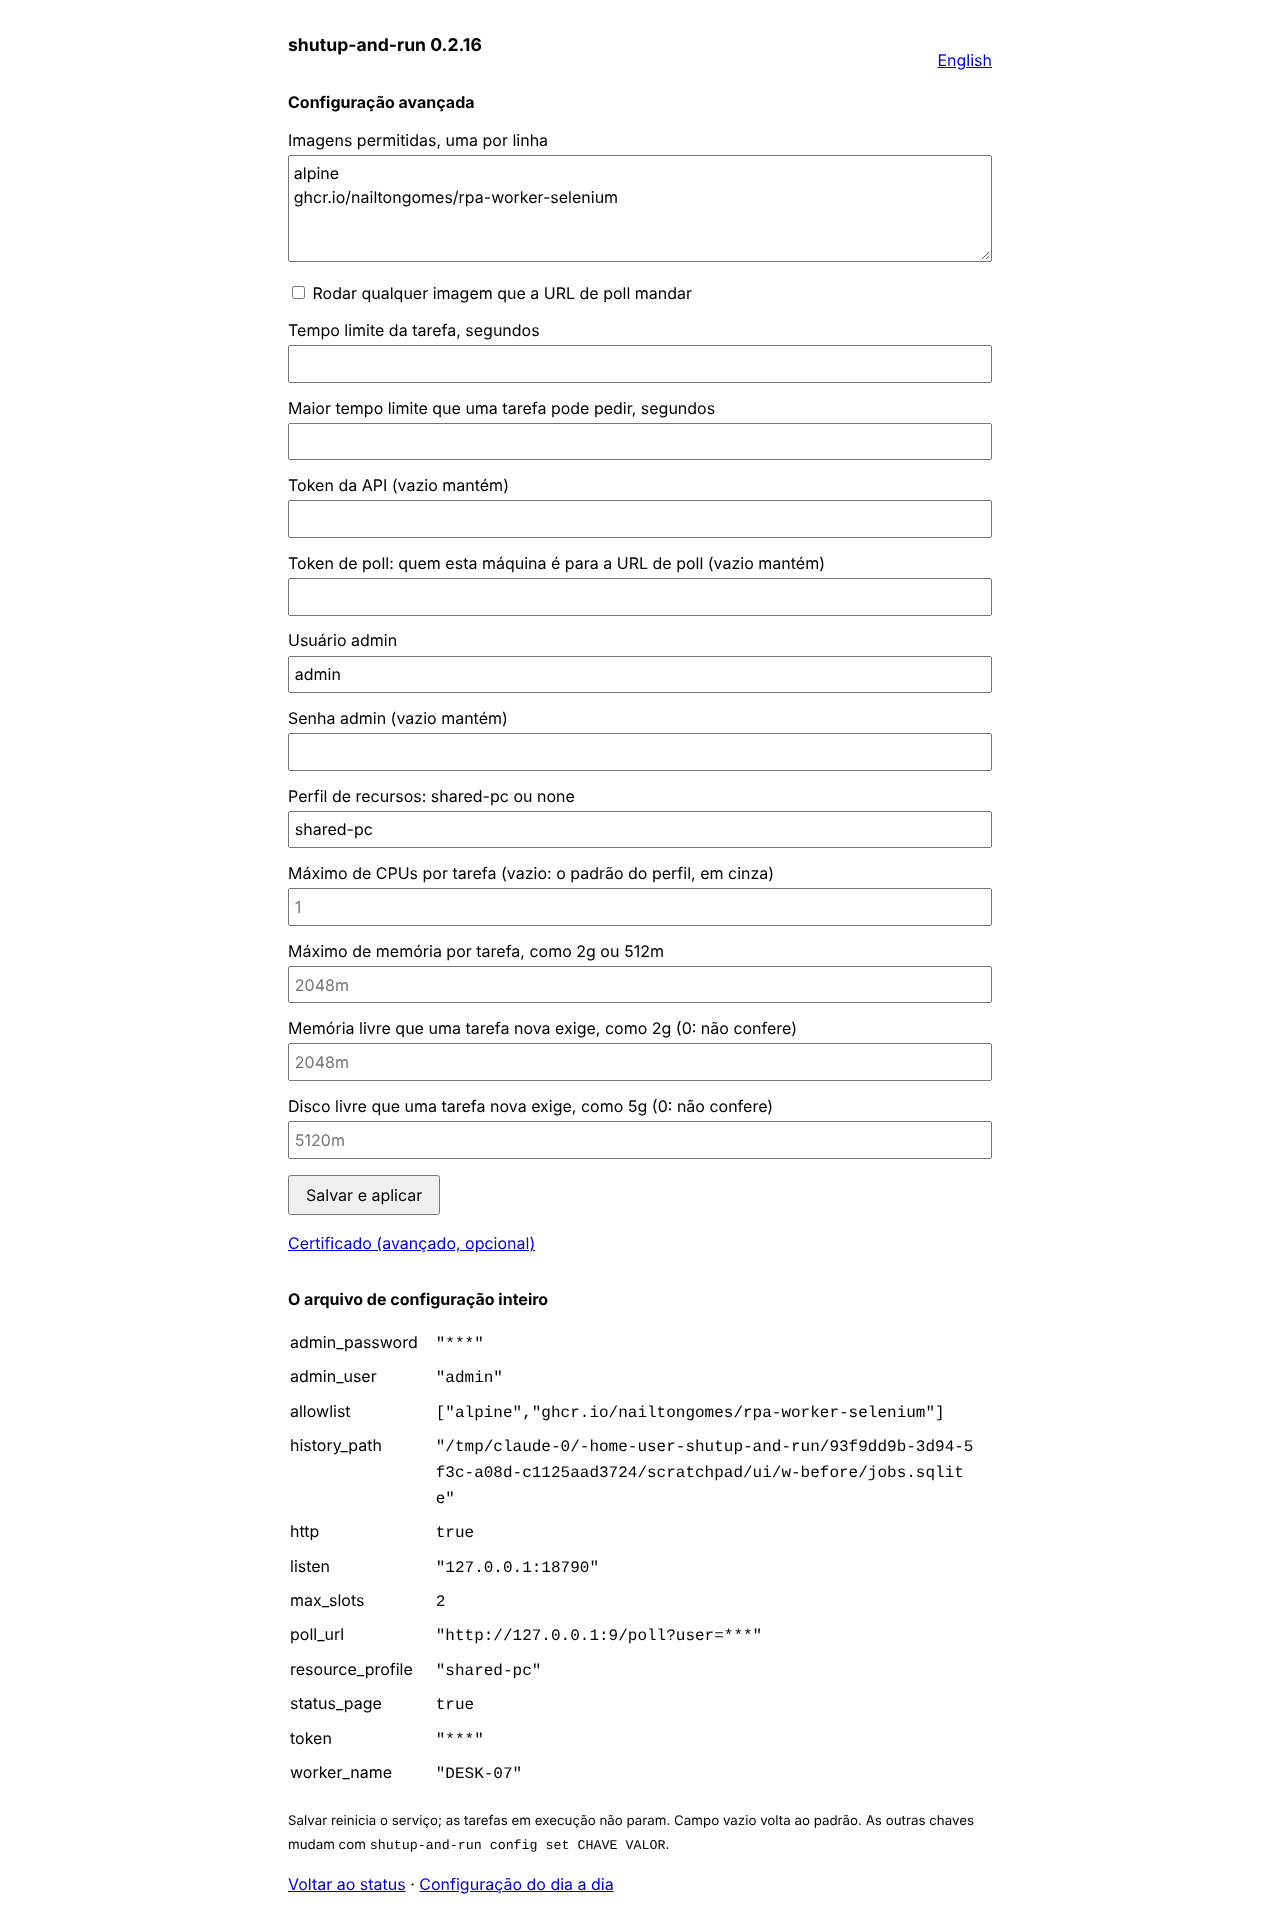 shutup-and-run 0.2.16
English
Configuração avançada
Imagens permitidas, uma por linha
alpine
ghcr.io/nailtongomes/rpa-worker-selenium
Rodar qualquer imagem que a URL de poll mandar
Tempo limite da tarefa, segundos
Maior tempo limite que uma tarefa pode pedir, segundos
Token da API (vazio mantém)
Token de poll: quem esta máquina é para a URL de poll (vazio mantém)
Usuário admin
admin
Senha admin (vazio mantém)
Perfil de recursos: shared-pc ou none
shared-pc
Máximo de CPUs por tarefa (vazio: o padrão do perfil, em cinza)
1
Máximo de memória por tarefa, como 2g ou 512m
2048m
Memória livre que uma tarefa nova exige, como 2g (0: não confere)
2048m
Disco livre que uma tarefa nova exige, como 5g (0: não confere)
5120m
Salvar e aplicar
Certificado (avançado, opcional)
O arquivo de configuração inteiro
admin_password "***"
admin_user "admin"
allowlist ["alpine","ghcr.io/nailtongomes/rpa-worker-selenium"]
history_path "/tmp/claude-0/-home-user-shutup-and-run/93f9dd9b-3d94-5
f3c-a08d-c1125aad3724/scratchpad/ui/w-before/jobs.sqlit
e"
http true
listen "127.0.0.1:18790"
max_slots 2
poll_url "http://127.0.0.1:9/poll?user=***"
resource_profile "shared-pc"
status_page true
token "***"
worker_name "DESK-07"
Salvar reinicia o serviço; as tarefas em execução não param. Campo vazio volta ao padrão. As outras chaves
mudam com shutup-and-run config set CHAVE VALOR.
Voltar ao status · Configuração do dia a dia